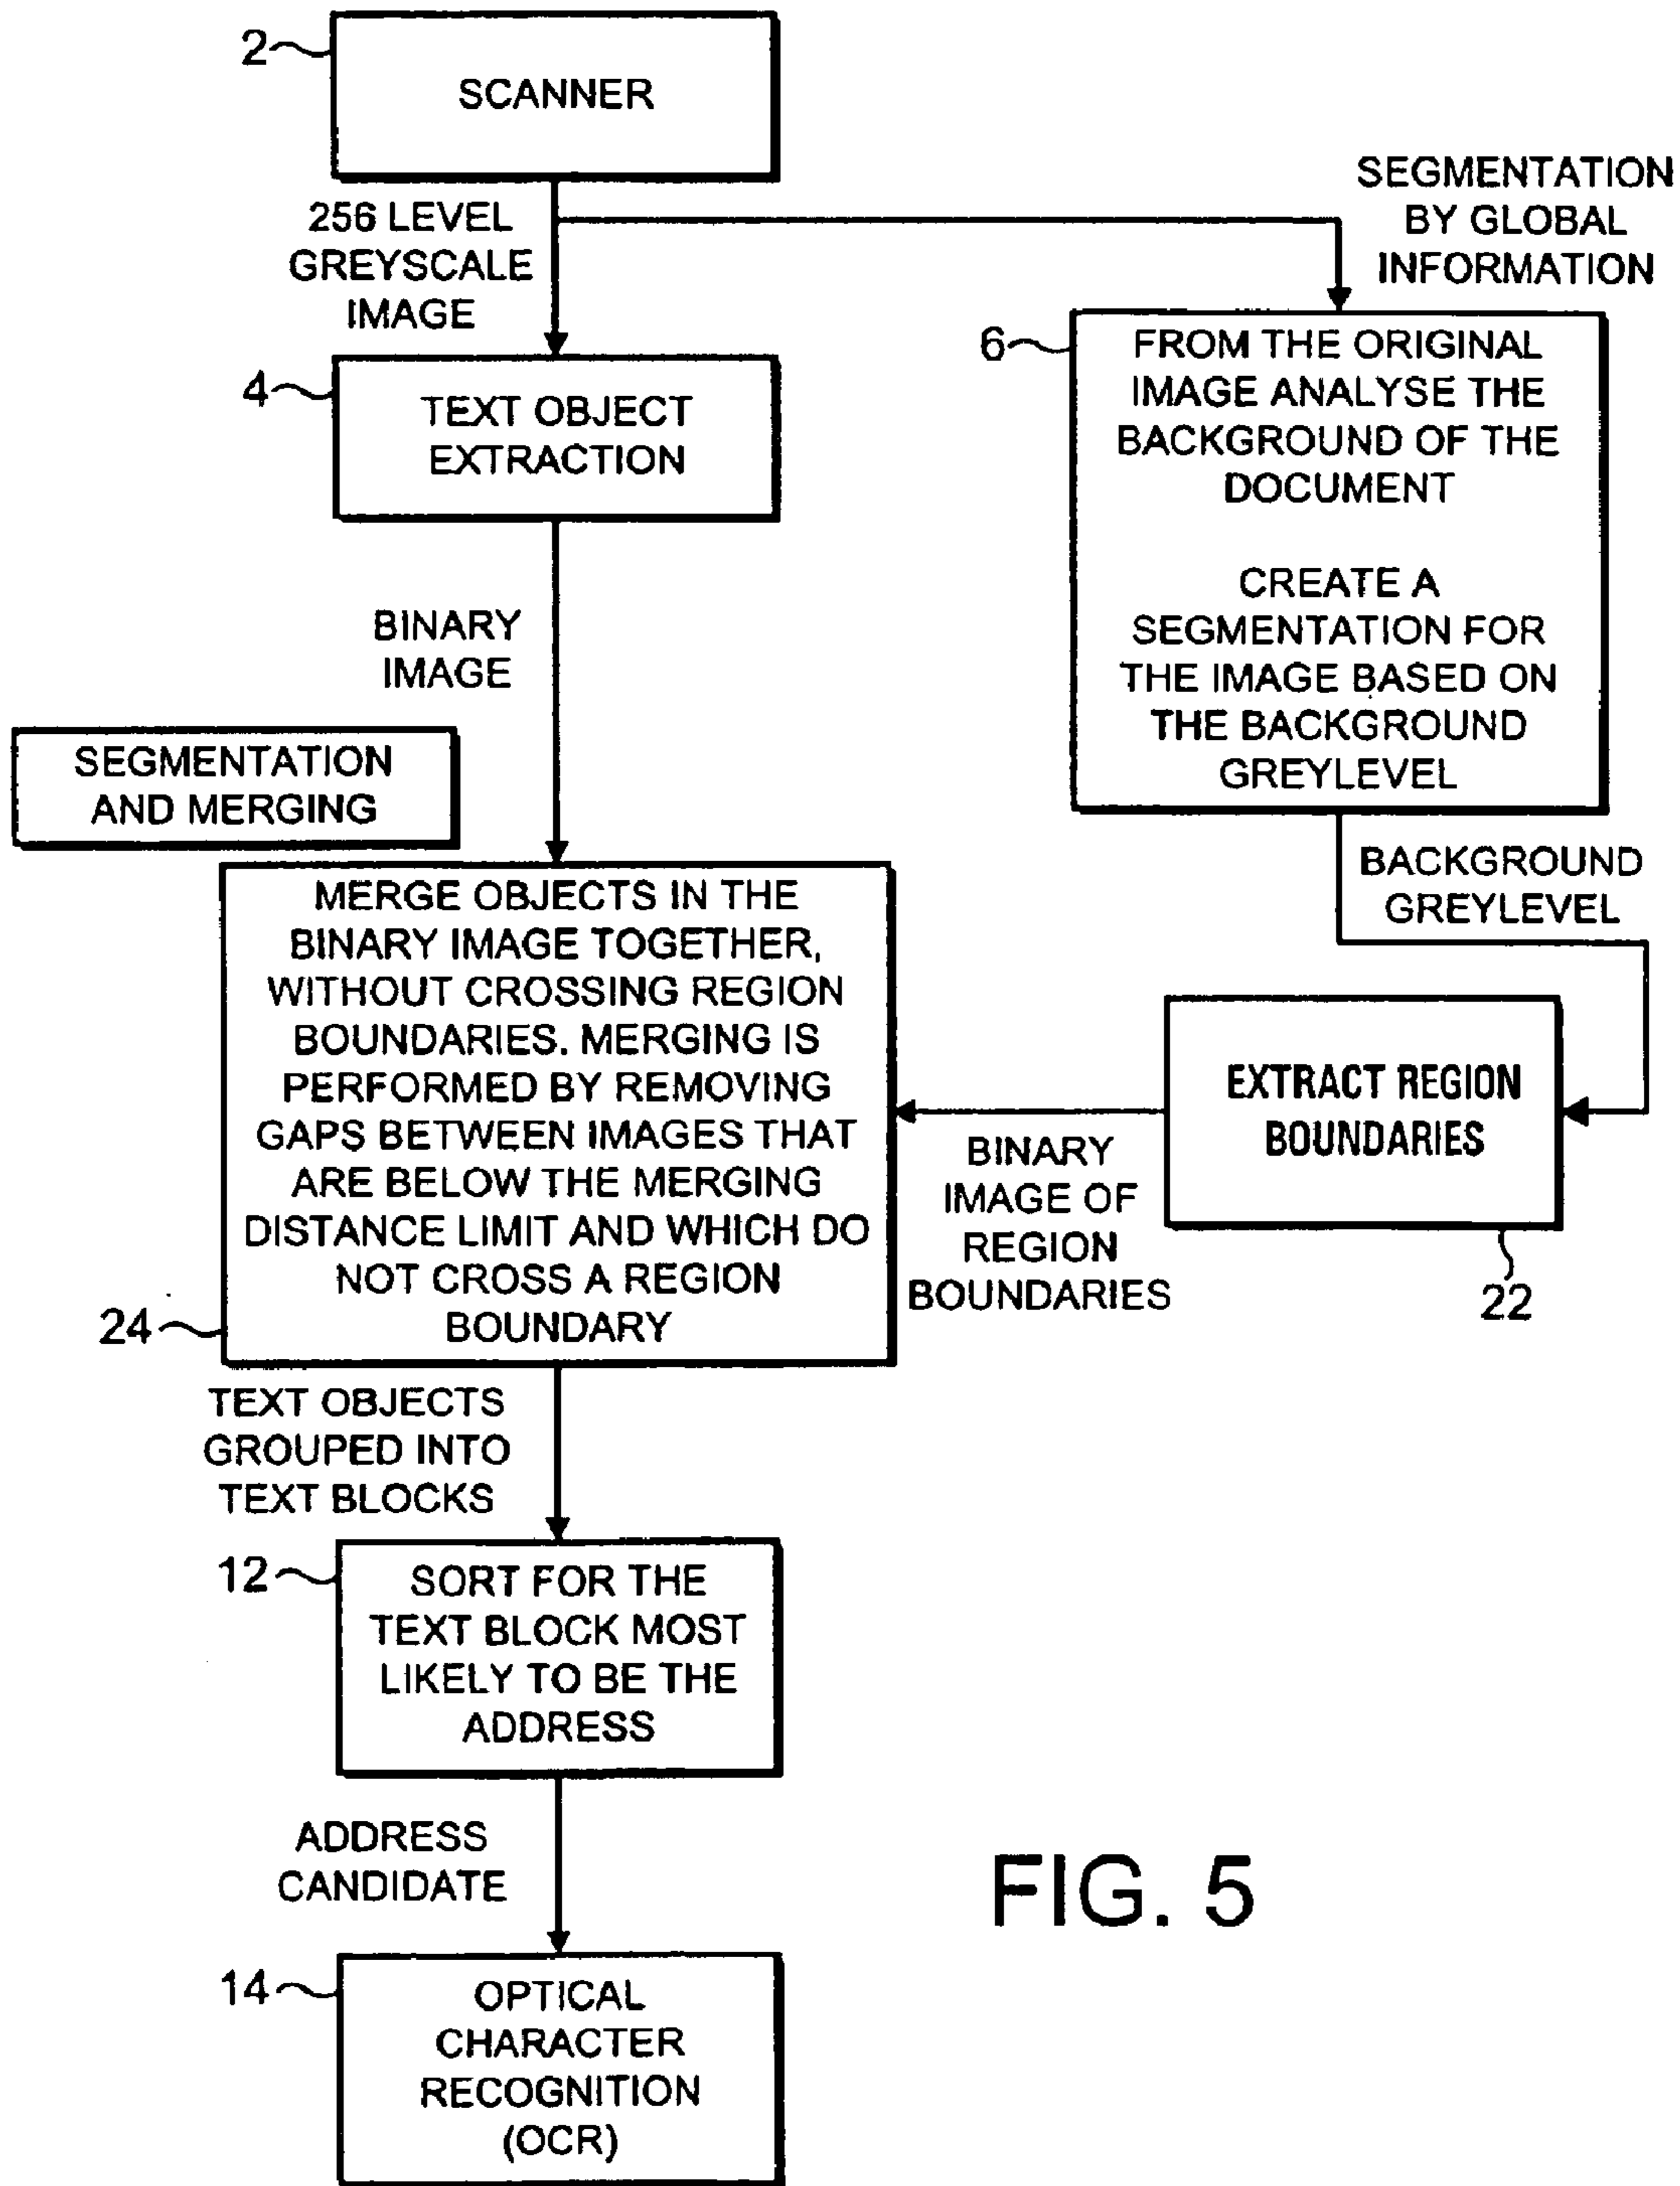 2
SCANNER
256 LEVEL
GREYSCALE
IMAGE
SEGMENTATION
BY GLOBAL
INFORMATION
4
TEXT OBJECT
EXTRACTION
6
FROM THE ORIGINAL
IMAGE ANALYSE THE
BACKGROUND OF THE
DOCUMENT
CREATE A
SEGMENTATION FOR
THE IMAGE BASED ON
THE BACKGROUND
GREYLEVEL
BINARY
IMAGE
SEGMENTATION
AND MERGING
BACKGROUND
GREYLEVEL
MERGE OBJECTS IN THE
BINARY IMAGE TOGETHER,
WITHOUT CROSSING REGION
BOUNDARIES. MERGING IS
PERFORMED BY REMOVING
GAPS BETWEEN IMAGES THAT
ARE BELOW THE MERGING
DISTANCE LIMIT AND WHICH DO
NOT CROSS A REGION
BOUNDARY
24
EXTRACT REGION
BOUNDARIES
22
BINARY
IMAGE OF
REGION
BOUNDARIES
TEXT OBJECTS
GROUPED INTO
TEXT BLOCKS
12
SORT FOR THE
TEXT BLOCK MOST
LIKELY TO BE THE
ADDRESS
ADDRESS
CANDIDATE
14
OPTICAL
CHARACTER
RECOGNITION
(OCR)
FIG. 5